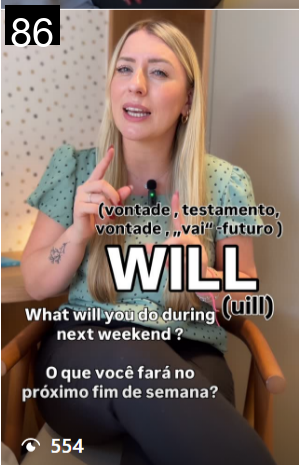 86
(vontade , testamento,
vontade , „vai“ -futuro )
WILL
(uill)
What will you do during
next weekend ?
O que você fará no
próximo fim de semana?
554